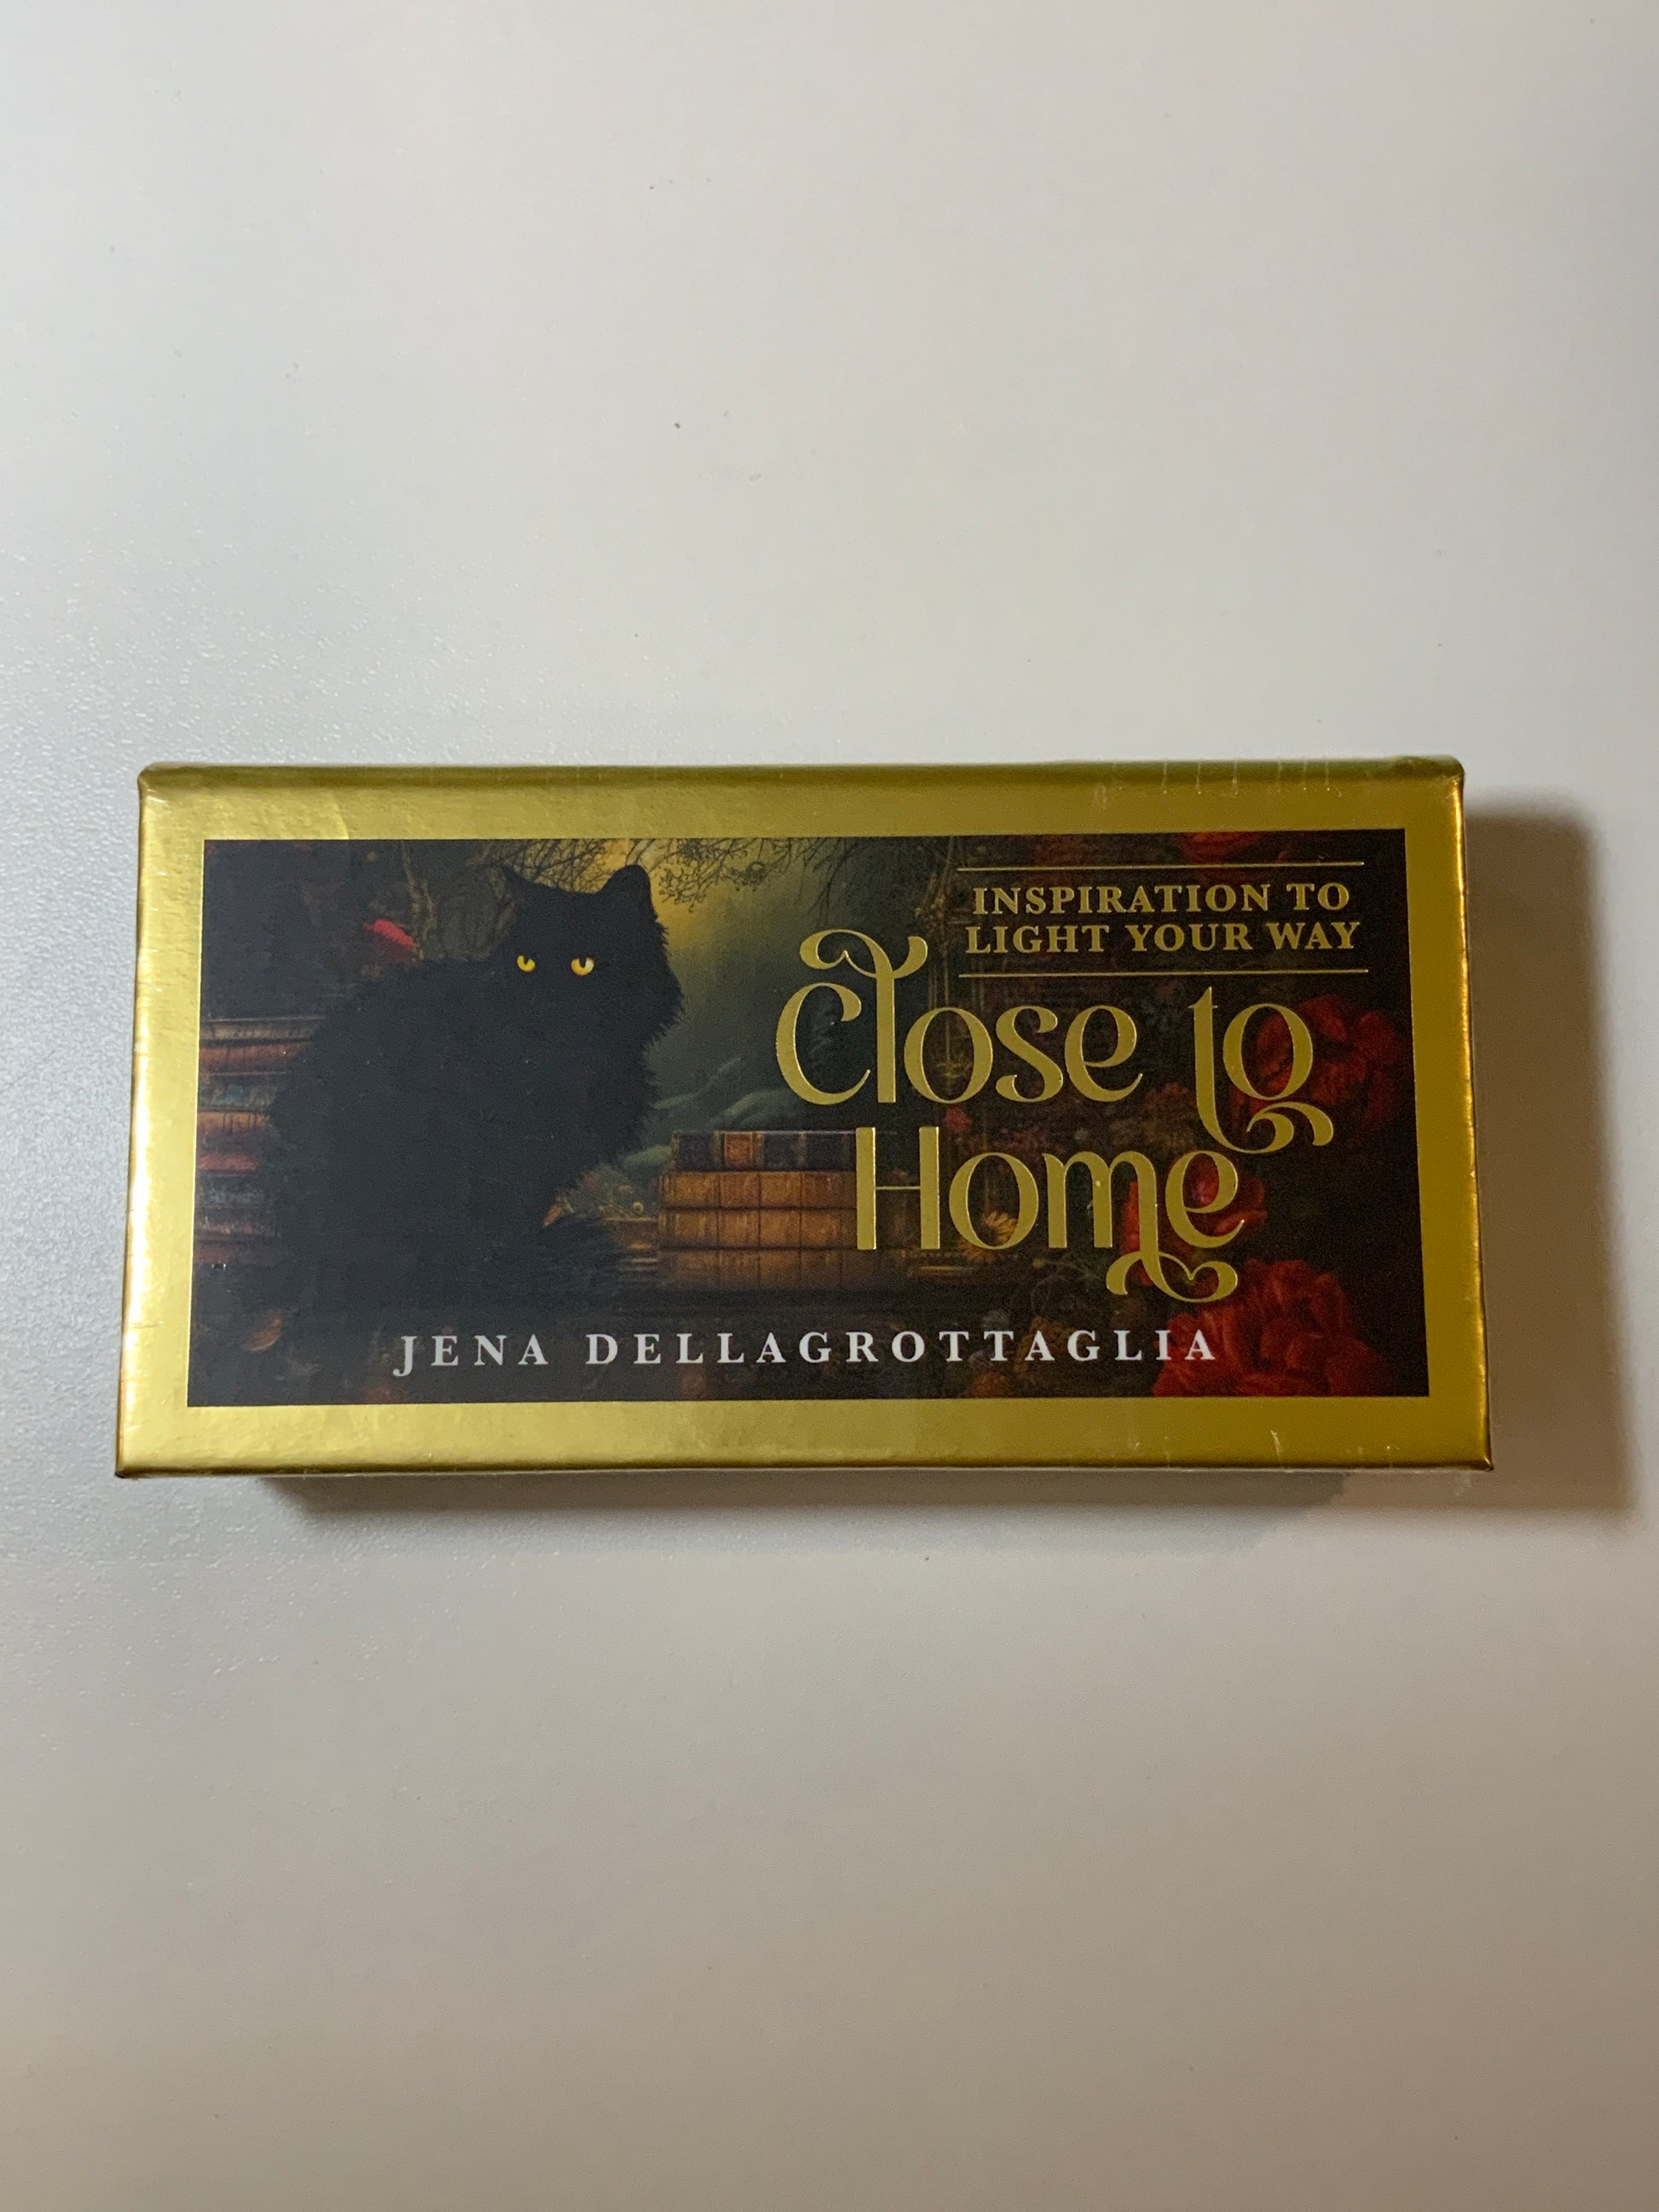 INSPIRATION TO
LIGHT YOUR WAY
Close to
Home
JENA DELLAGROTTAGLIA